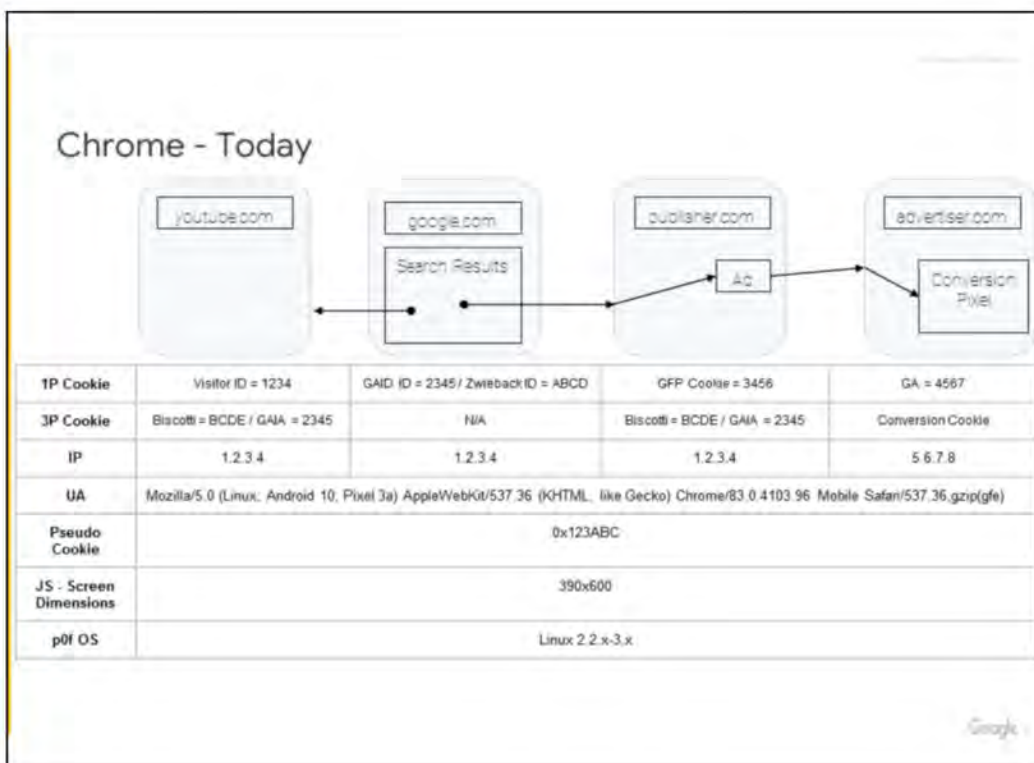 Chrome - Today
youtube.com
google.com
publisher.com
advertiser.com
Search Results
Ad
Conversion
Pixel
1P Cookie
Visitor ID = 1234
GAID ID = 2345 / Zwieback ID = ABCD
GFP Cookie = 3456
GA = 4567
3P Cookie
Biscotti = BCDE / GAIA = 2345
N/A
Biscotti = BCDE / GAIA = 2345
Conversion Cookie
IP
1.2.3.4
1.2.3.4
1.2.3.4
5.6.7.8
UA
Mozilla/5.0 (Linux; Android 10; Pixel 3a) AppleWebKit/537.36 (KHTML, like Gecko) Chrome/83.0.4103.96 Mobile Safari/537.36,gzip(gfe)
Pseudo
Cookie
0x123ABC
JS - Screen
Dimensions
390x600
p0f OS
Linux 2.2.x-3.x
Google